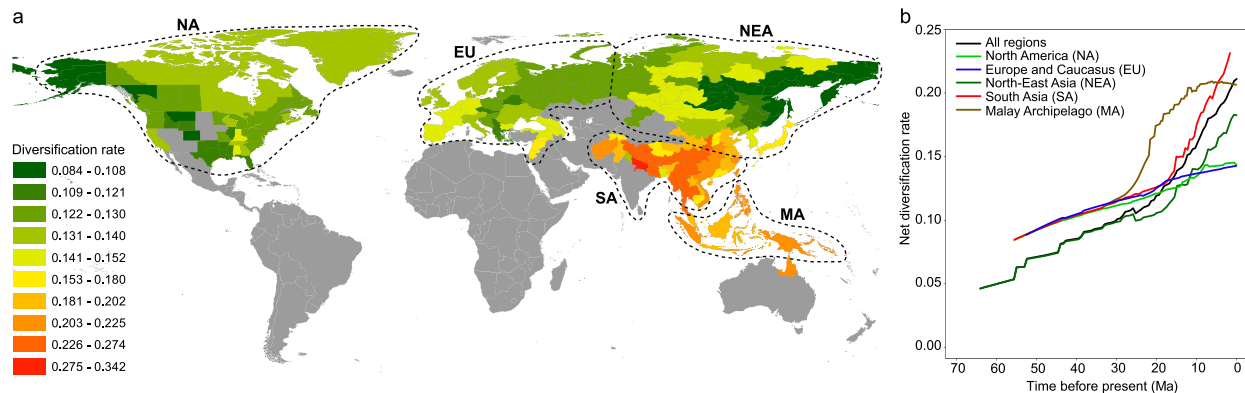 a
NA
EU
NEA
SA
MA
Diversification rate
0.084 - 0.108
0.109 - 0.121
0.122 - 0.130
0.131 - 0.140
0.141 - 0.152
0.153 - 0.180
0.181 - 0.202
0.203 - 0.225
0.226 - 0.274
0.275 - 0.342
b
All regions
North America (NA)
Europe and Caucasus (EU)
North-East Asia (NEA)
South Asia (SA)
Malay Archipelago (MA)
Net diversification rate
0.25
0.20
0.15
0.10
0.05
0.00
70 60 50 40 30 20 10 0
Time before present (Ma)